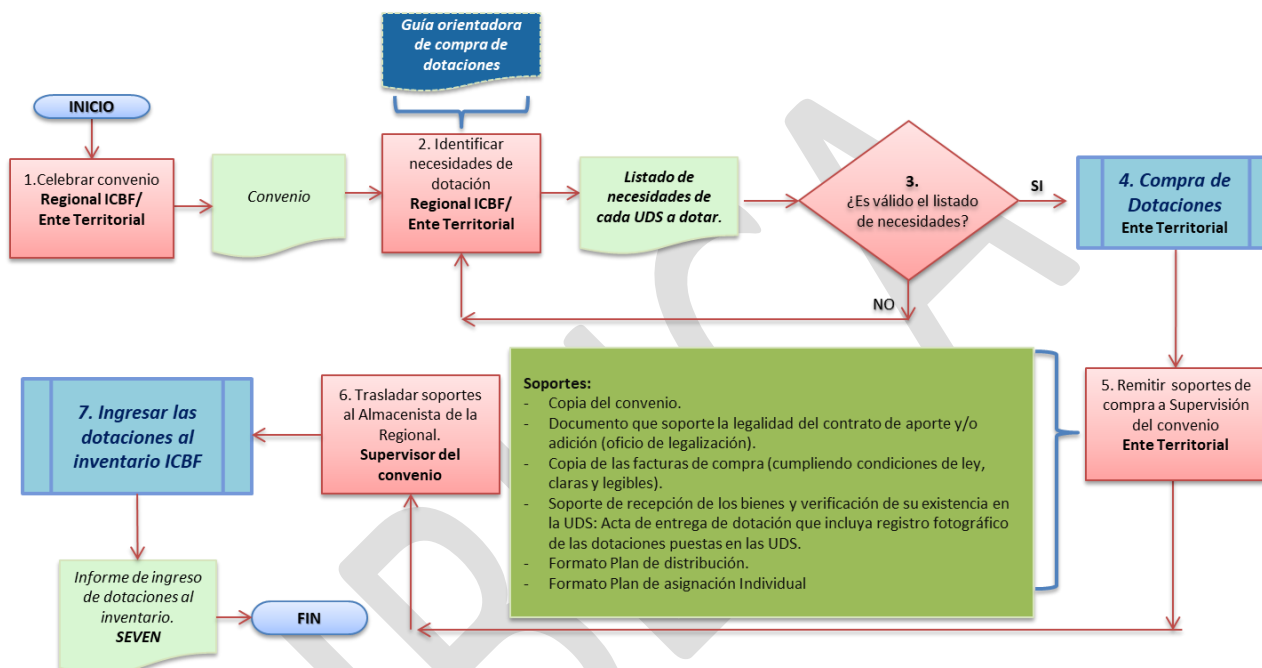 Guía orientadora
de compra de
dotaciones
INICIO
1.Celebrar convenio
Regional ICBF/
Ente Territorial
Convenio
2. Identificar
necesidades de
dotación
Regional ICBF/
Ente Territorial
Listado de
necesidades de
cada UDS a dotar.
3.
¿Es válido el listado
de necesidades?
SI
NO
4. Compra de
Dotaciones
Ente Territorial
5. Remitir soportes de
compra a Supervisión
del convenio
Ente Territorial
Soportes:
- Copia del convenio.
- Documento que soporte la legalidad del contrato de aporte y/o
adición (oficio de legalización).
- Copia de las facturas de compra (cumpliendo condiciones de ley,
claras y legibles).
- Soporte de recepción de los bienes y verificación de su existencia en
la UDS: Acta de entrega de dotación que incluya registro fotográfico
de las dotaciones puestas en las UDS.
- Formato Plan de distribución.
- Formato Plan de asignación Individual
6. Trasladar soportes
al Almacenista de la
Regional.
Supervisor del
convenio
7. Ingresar las
dotaciones al
inventario ICBF
Informe de ingreso
de dotaciones al
inventario.
SEVEN
FIN